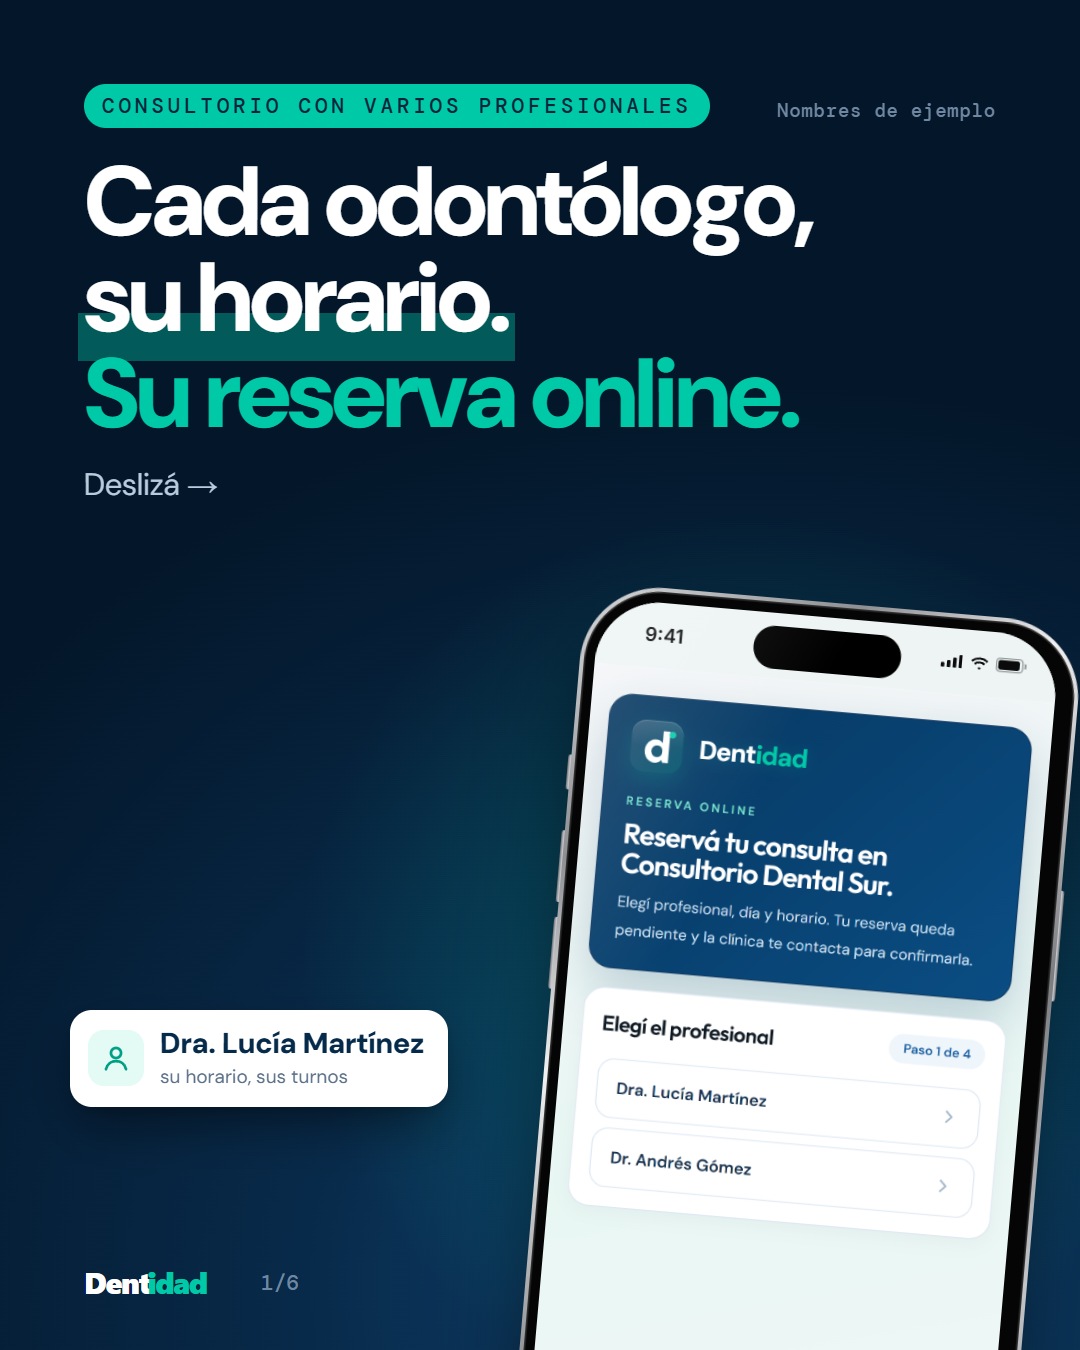 CONSULTORIO CON VARIOS PROFESIONALES
Nombres de ejemplo
Cada odontólogo,
su horario.
Su reserva online.
Deslizá →
9:41
d
Dentidad
RESERVA ONLINE
Reservá tu consulta en
Consultorio Dental Sur.
Elegí profesional, día y horario. Tu reserva queda
pendiente y la clínica te contacta para confirmarla.
Elegí el profesional
Paso 1 de 4
Dra. Lucía Martínez
Dr. Andrés Gómez
Dra. Lucía Martínez
su horario, sus turnos
Dentidad
1/6